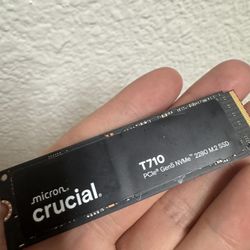 micron
crucial
T710
PCIe® Gen5 NVMe™ 2280 M.2 SSD